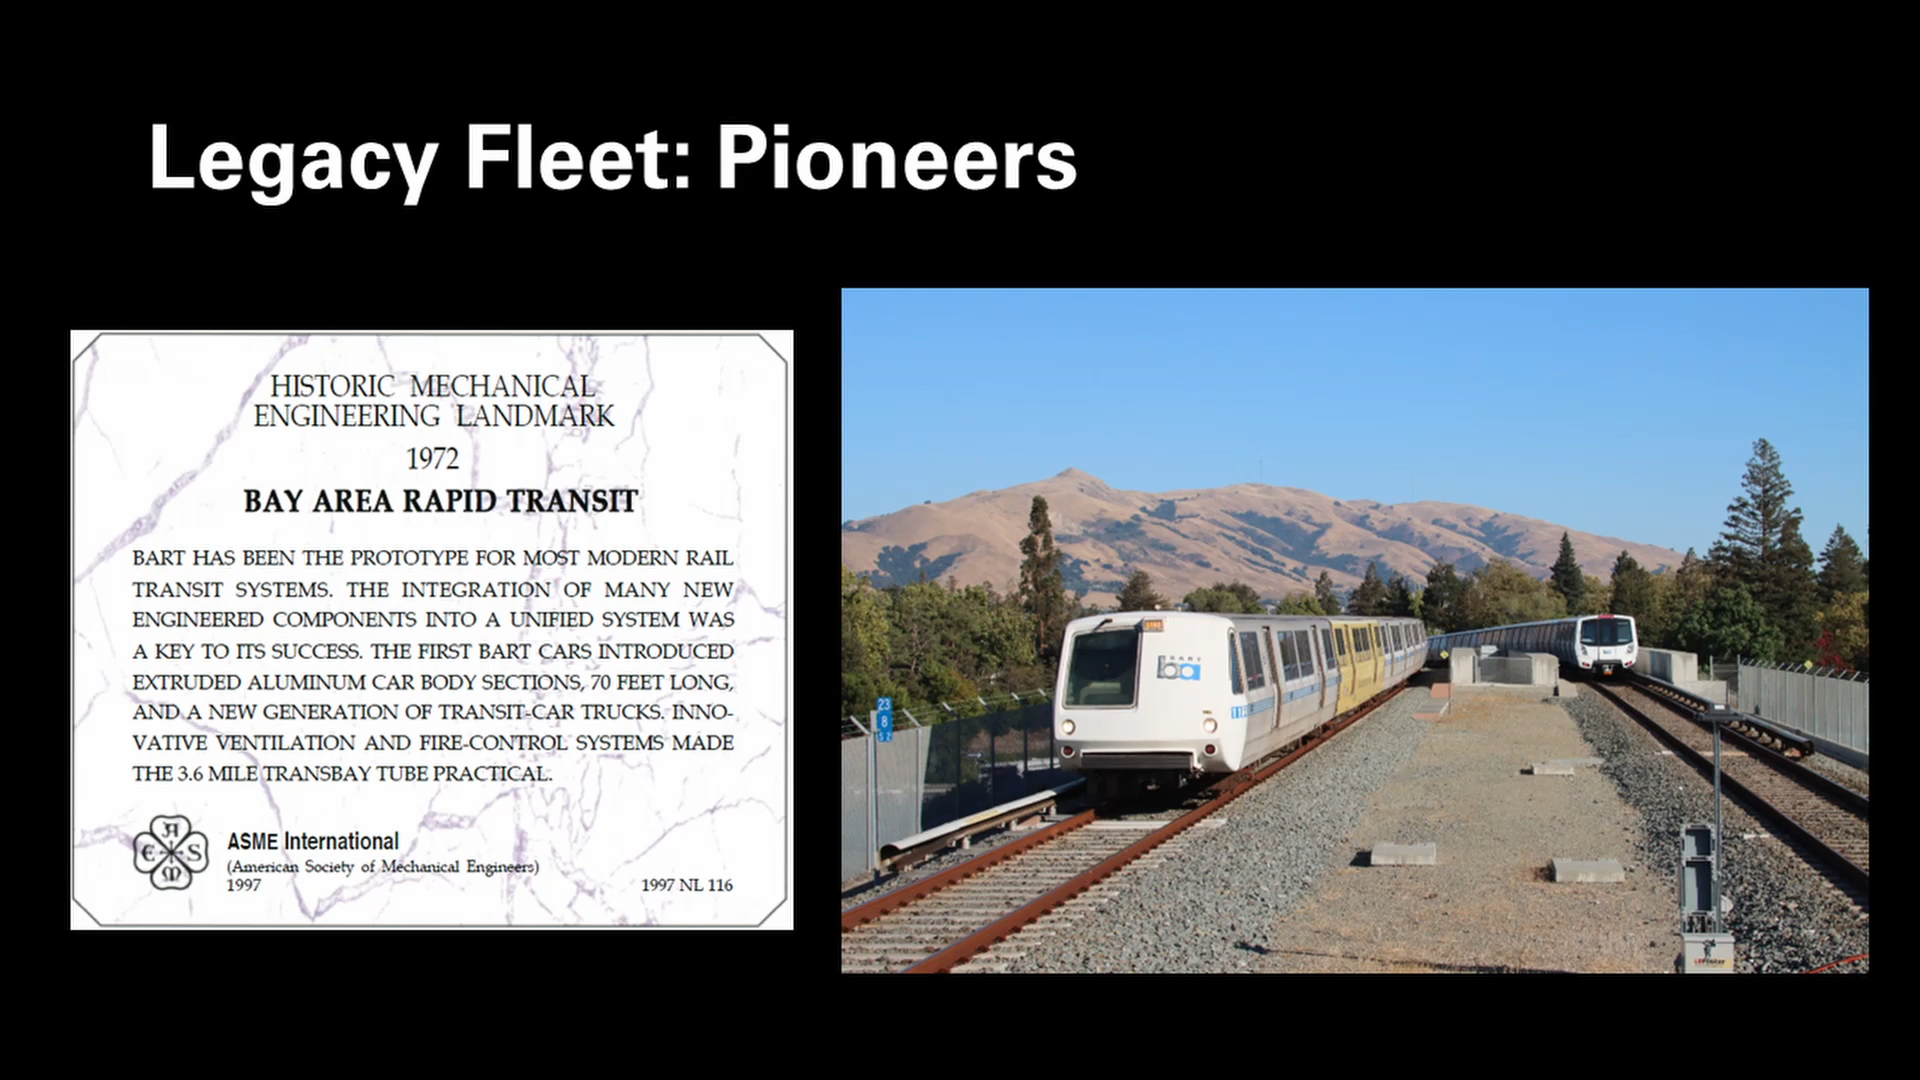 Legacy Fleet: Pioneers
HISTORIC MECHANICAL
ENGINEERING LANDMARK
1972
BAY AREA RAPID TRANSIT
BART HAS BEEN THE PROTOTYPE FOR MOST MODERN RAIL
TRANSIT SYSTEMS. THE INTEGRATION OF MANY NEW
ENGINEERED COMPONENTS INTO A UNIFIED SYSTEM WAS
A KEY TO ITS SUCCESS. THE FIRST BART CARS INTRODUCED
EXTRUDED ALUMINUM CAR BODY SECTIONS, 70 FEET LONG,
AND A NEW GENERATION OF TRANSIT-CAR TRUCKS. INNO-
VATIVE VENTILATION AND FIRE-CONTROL SYSTEMS MADE
THE 3.6 MILE TRANSBAY TUBE PRACTICAL.
ASME International
(American Society of Mechanical Engineers)
1997
1997 NL 116
ba
23
8